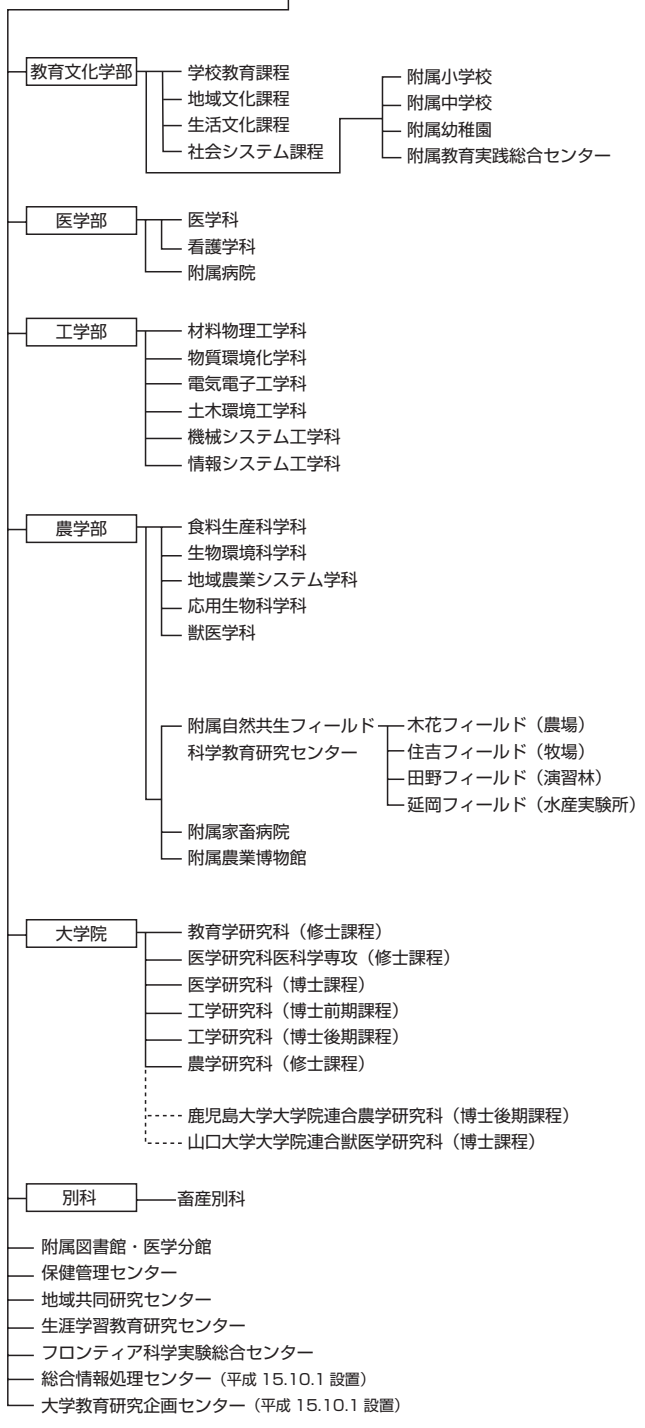 教育文化学部
学校教育課程
地域文化課程
生活文化課程
社会システム課程
附属小学校
附属中学校
附属幼稚園
附属教育実践総合センター
医学部
医学科
看護学科
附属病院
工学部
材料物理工学科
物質環境化学科
電気電子工学科
土木環境工学科
機械システム工学科
情報システム工学科
農学部
食料生産科学科
生物環境科学科
地域農業システム学科
応用生物科学科
獣医学科
附属自然共生フィールド
科学教育研究センター
木花フィールド（農場）
住吉フィールド（牧場）
田野フィールド（演習林）
延岡フィールド（水産実験所）
附属家畜病院
附属農業博物館
大学院
教育学研究科（修士課程）
医学研究科医科学専攻（修士課程）
医学研究科（博士課程）
工学研究科（博士前期課程）
工学研究科（博士後期課程）
農学研究科（修士課程）
鹿児島大学大学院連合農学研究科（博士後期課程）
山口大学大学院連合獣医学研究科（博士課程）
別科
畜産別科
附属図書館・医学分館
保健管理センター
地域共同研究センター
生涯学習教育研究センター
フロンティア科学実験総合センター
総合情報処理センター（平成 15.10.1 設置）
大学教育研究企画センター（平成 15.10.1 設置）